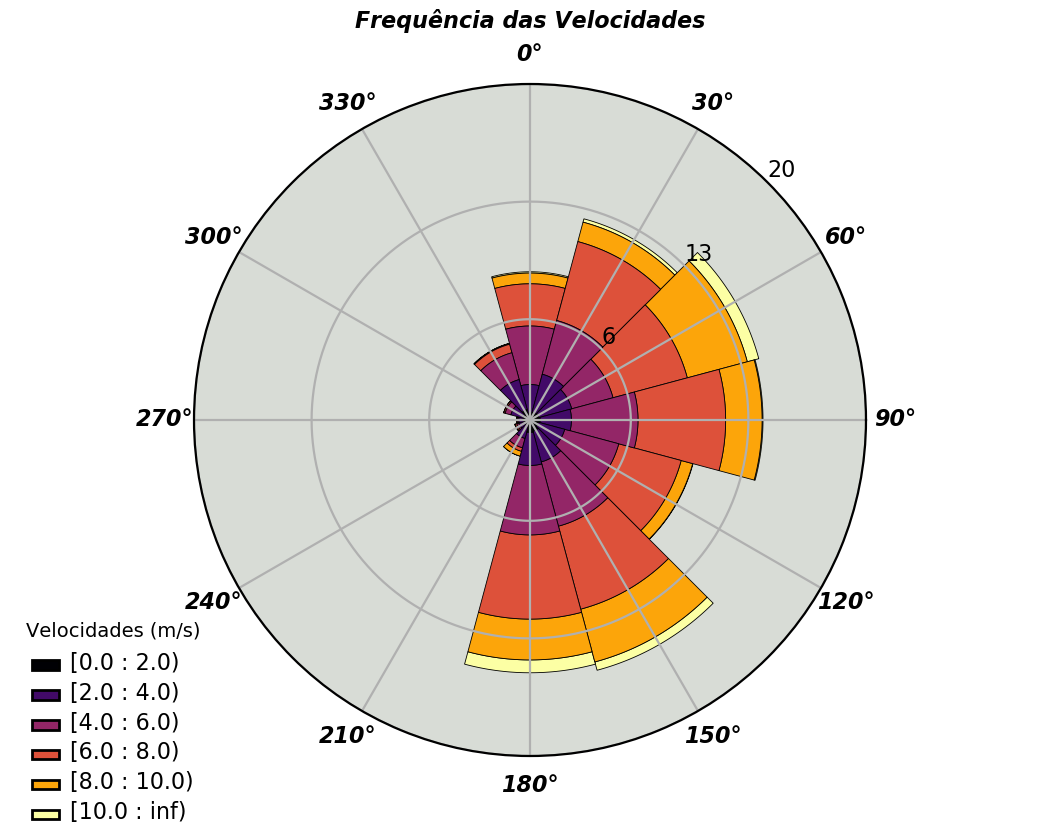 Frequência das Velocidades
0°
330°
30°
20
300°
60°
13
6
270°
90°
240°
120°
210°
150°
180°
Velocidades (m/s)
[0.0 : 2.0)
[2.0 : 4.0)
[4.0 : 6.0)
[6.0 : 8.0)
[8.0 : 10.0)
[10.0 : inf)